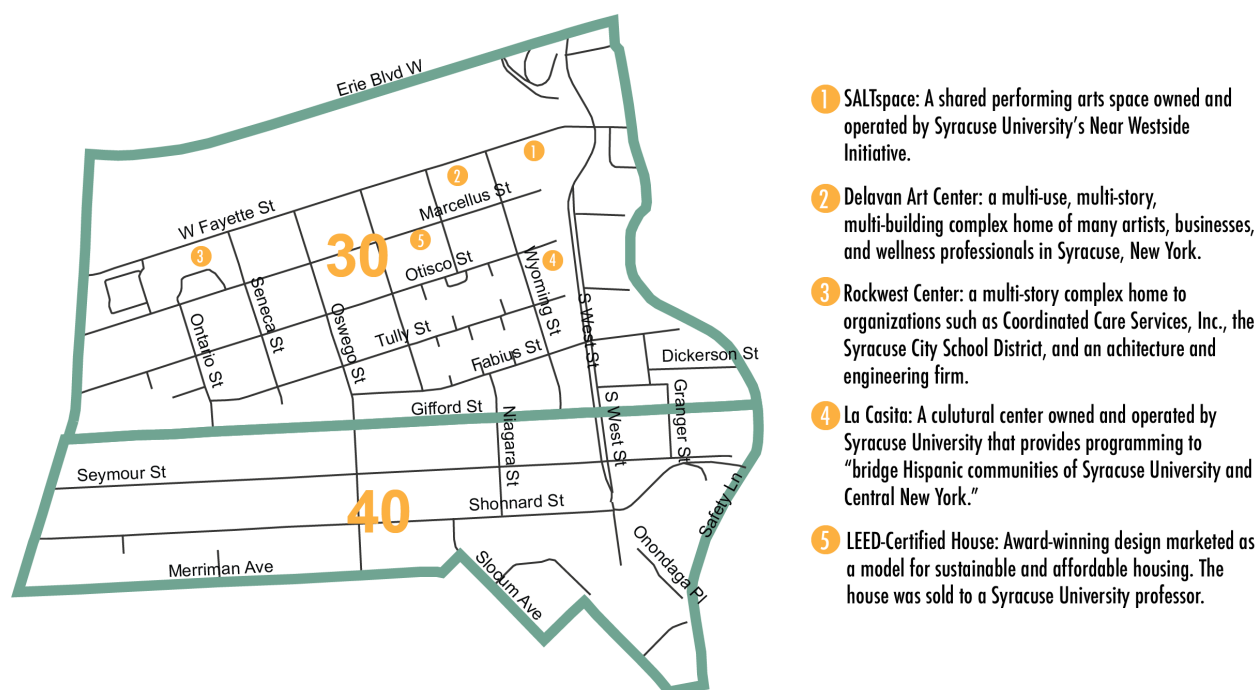 Erie Blvd W
1
2
Marcellus St
W Fayette St
3
30
5
Otisco St
4
Wyoming St
Seneca St
Ontario St
Oswego St
Tully St
S West St
Fabius St
Dickerson St
Gifford St
Niagara St
S West St
Granger St
Seymour St
40
Shonnard St
Safety Ln
Merriman Ave
Slocum Ave
Onondaga Pl
1 SALTspace: A shared performing arts space owned and
operated by Syracuse University's Near Westside
Initiative.
2 Delavan Art Center: a multi-use, multi-story,
multi-building complex home of many artists, businesses,
and wellness professionals in Syracuse, New York.
3 Rockwest Center: a multi-story complex home to
organizations such as Coordinated Care Services, Inc., the
Syracuse City School District, and an achitecture and
engineering firm.
4 La Casita: A culutural center owned and operated by
Syracuse University that provides programming to
“bridge Hispanic communities of Syracuse University and
Central New York.”
5 LEED-Certified House: Award-winning design marketed as
a model for sustainable and affordable housing. The
house was sold to a Syracuse University professor.